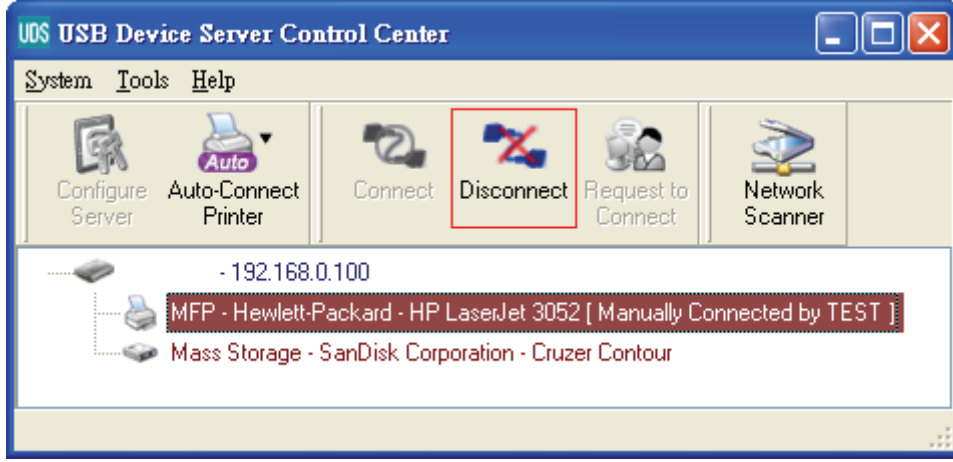 UDS USB Device Server Control Center
System Tools Help
Auto
Configure Server
Auto-Connect Printer
Connect
Disconnect
Request to Connect
Network Scanner
- 192.168.0.100
MFP - Hewlett-Packard - HP LaserJet 3052 [ Manually Connected by TEST ]
Mass Storage - SanDisk Corporation - Cruzer Contour